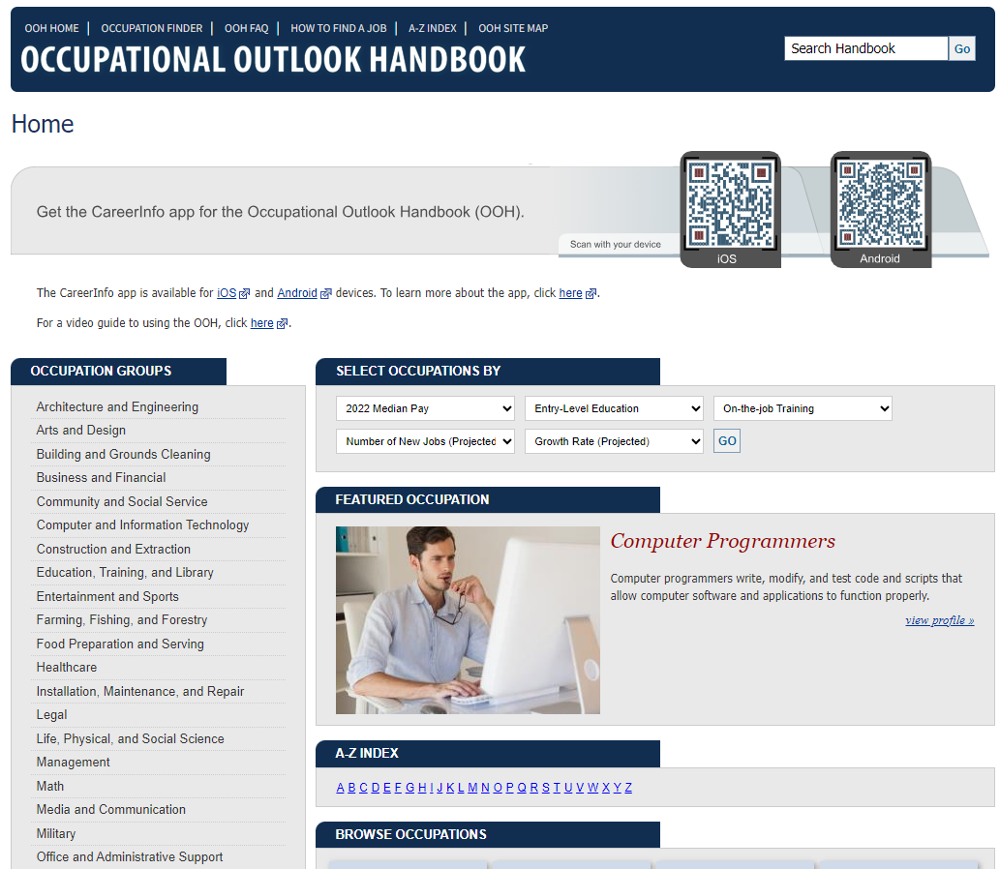 OOH HOME | OCCUPATION FINDER | OOH FAQ | HOW TO FIND A JOB | A-Z INDEX | OOH SITE MAP
OCCUPATIONAL OUTLOOK HANDBOOK
Search Handbook
Go
Home
Get the CareerInfo app for the Occupational Outlook Handbook (OOH).
Scan with your device
iOS
Android
The CareerInfo app is available for iOS and Android devices. To learn more about the app, click here.
For a video guide to using the OOH, click here.
OCCUPATION GROUPS
Architecture and Engineering
Arts and Design
Building and Grounds Cleaning
Business and Financial
Community and Social Service
Computer and Information Technology
Construction and Extraction
Education, Training, and Library
Entertainment and Sports
Farming, Fishing, and Forestry
Food Preparation and Serving
Healthcare
Installation, Maintenance, and Repair
Legal
Life, Physical, and Social Science
Management
Math
Media and Communication
Military
Office and Administrative Support
SELECT OCCUPATIONS BY
2022 Median Pay
Entry-Level Education
On-the-job Training
Number of New Jobs (Projected
Growth Rate (Projected)
GO
FEATURED OCCUPATION
Computer Programmers
Computer programmers write, modify, and test code and scripts that
allow computer software and applications to function properly.
view profile »
A-Z INDEX
A B C D E F G H I J K L M N O P Q R S T U V W X Y Z
BROWSE OCCUPATIONS